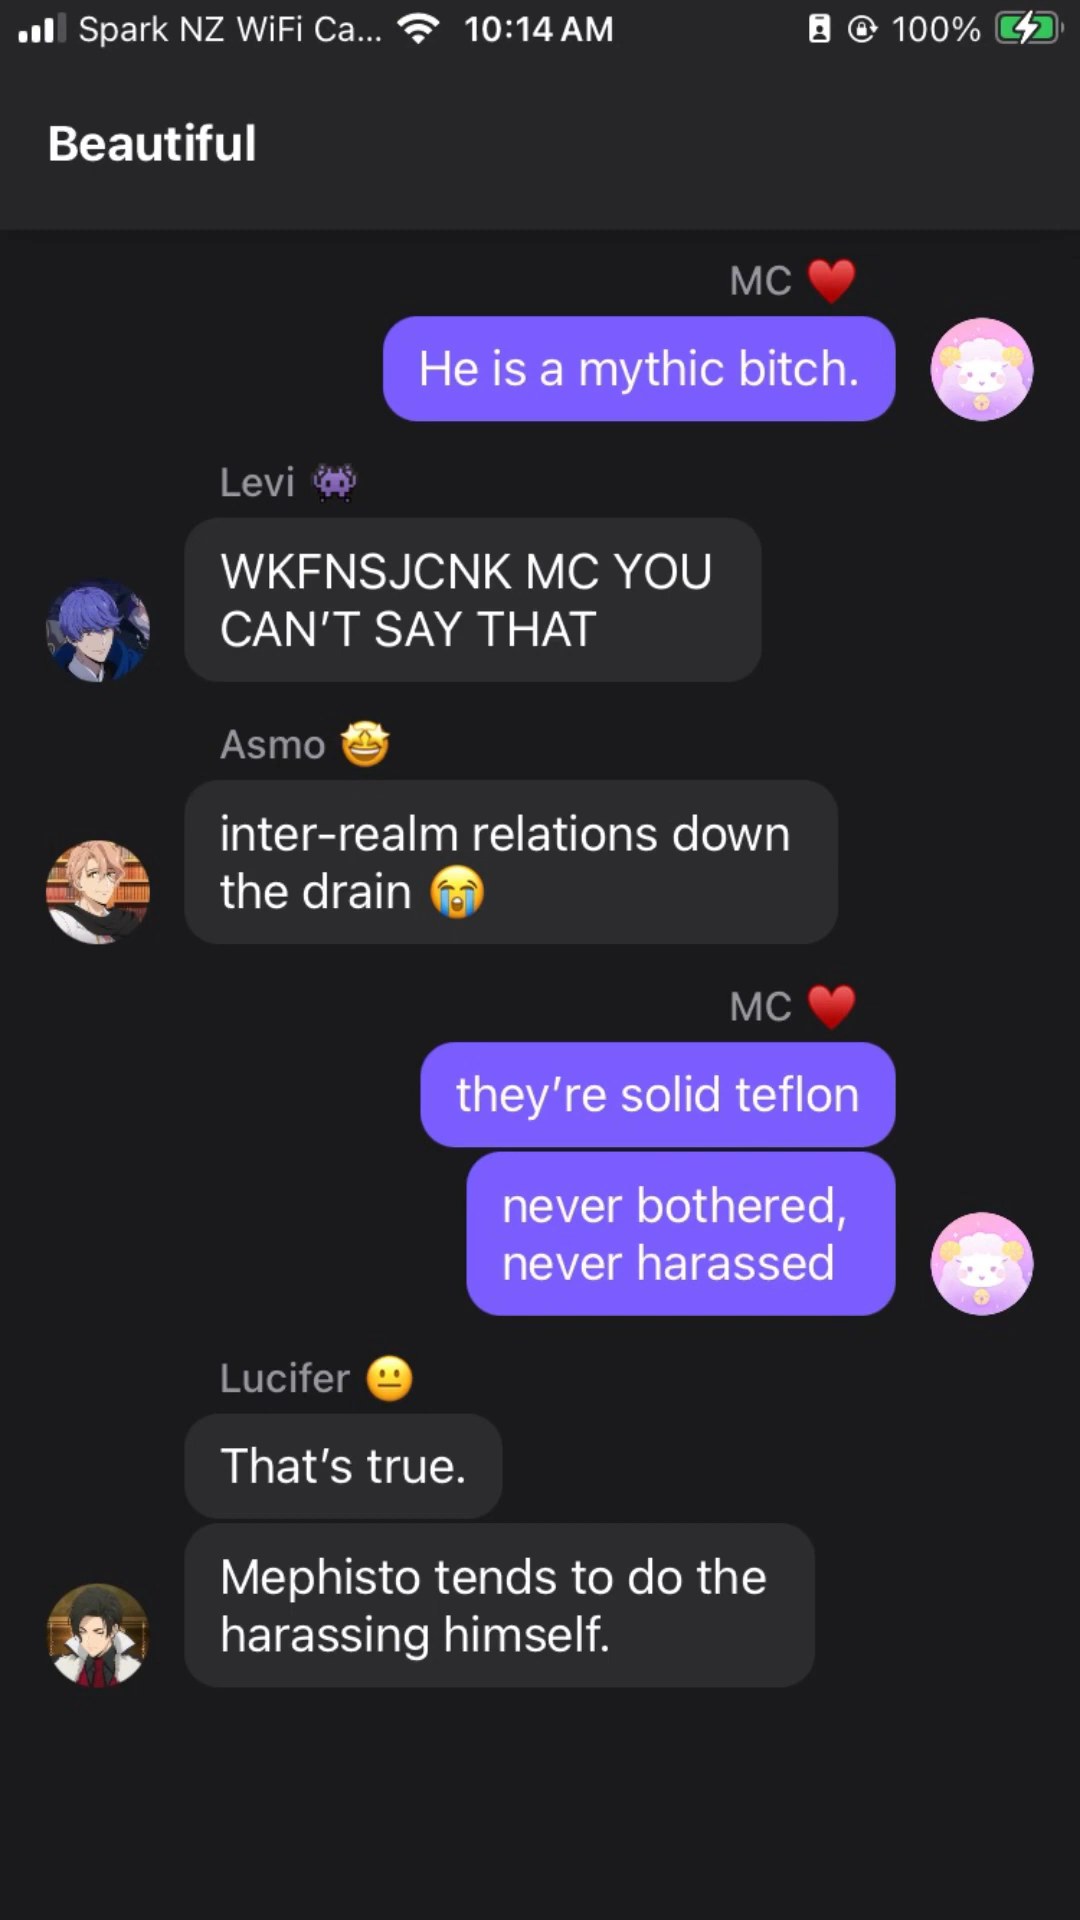 Spark NZ WiFi Ca... 10:14 AM 100%
Beautiful
MC ♥️
He is a mythic bitch.
Levi 👾
WKFNSJCNK MC YOU
CAN’T SAY THAT
Asmo 🤩
inter-realm relations down
the drain 😭
MC ♥️
they’re solid teflon
never bothered,
never harassed
Lucifer 😐
That’s true.
Mephisto tends to do the
harassing himself.